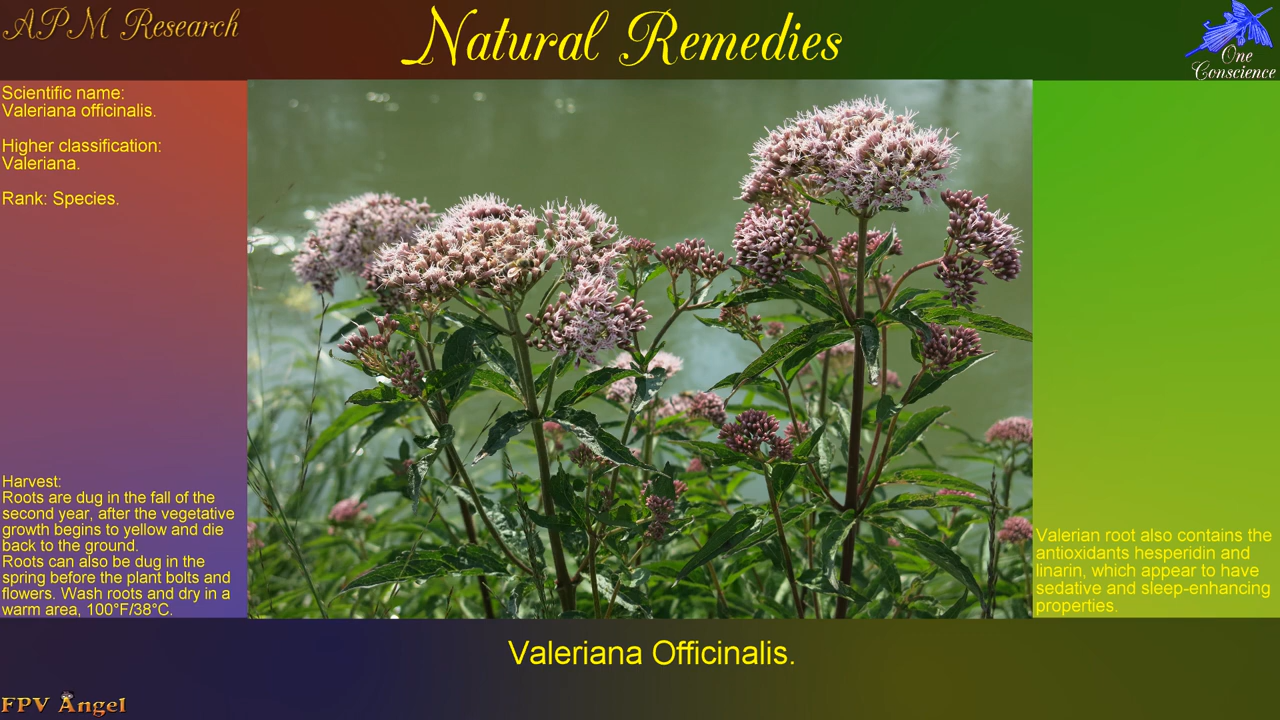 APM Research
Natural Remedies
One
Conscience
Scientific name:
Valeriana officinalis.
Higher classification:
Valeriana.
Rank: Species.
Harvest:
Roots are dug in the fall of the
second year, after the vegetative
growth begins to yellow and die
back to the ground.
Roots can also be dug in the
spring before the plant bolts and
flowers. Wash roots and dry in a
warm area, 100°F/38°C.
Valerian root also contains the
antioxidants hesperidin and
linarin, which appear to have
sedative and sleep-enhancing
properties.
Valeriana Officinalis.
FPV Angel